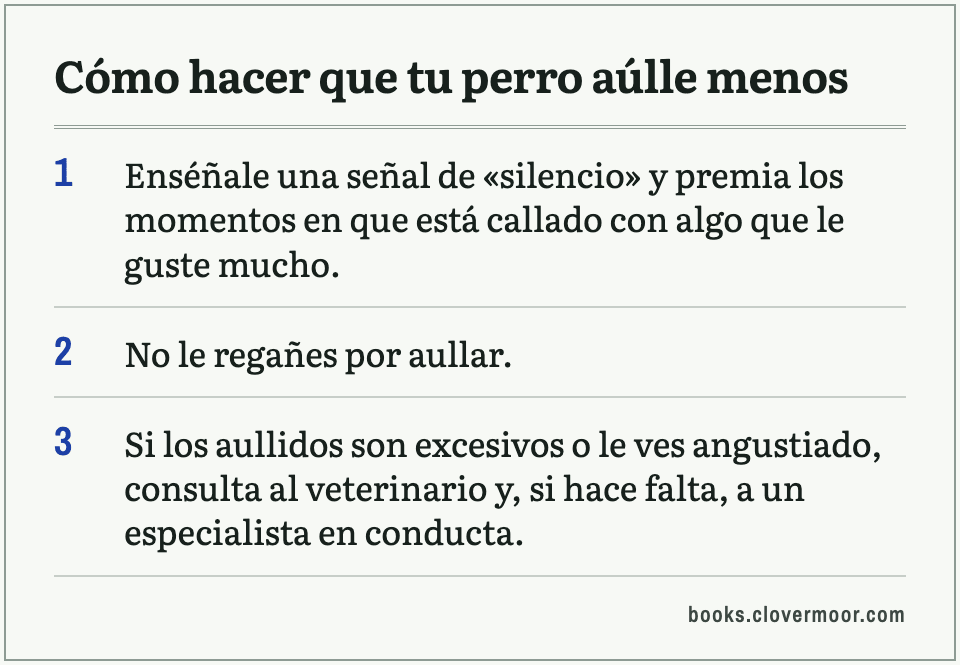 Cómo hacer que tu perro aúlle menos
1 Enséñale una señal de «silencio» y premia los
momentos en que está callado con algo que le
guste mucho.
2 No le regañes por aullar.
3 Si los aullidos son excesivos o le ves angustiado,
consulta al veterinario y, si hace falta, a un
especialista en conducta.
books.clovermoor.com